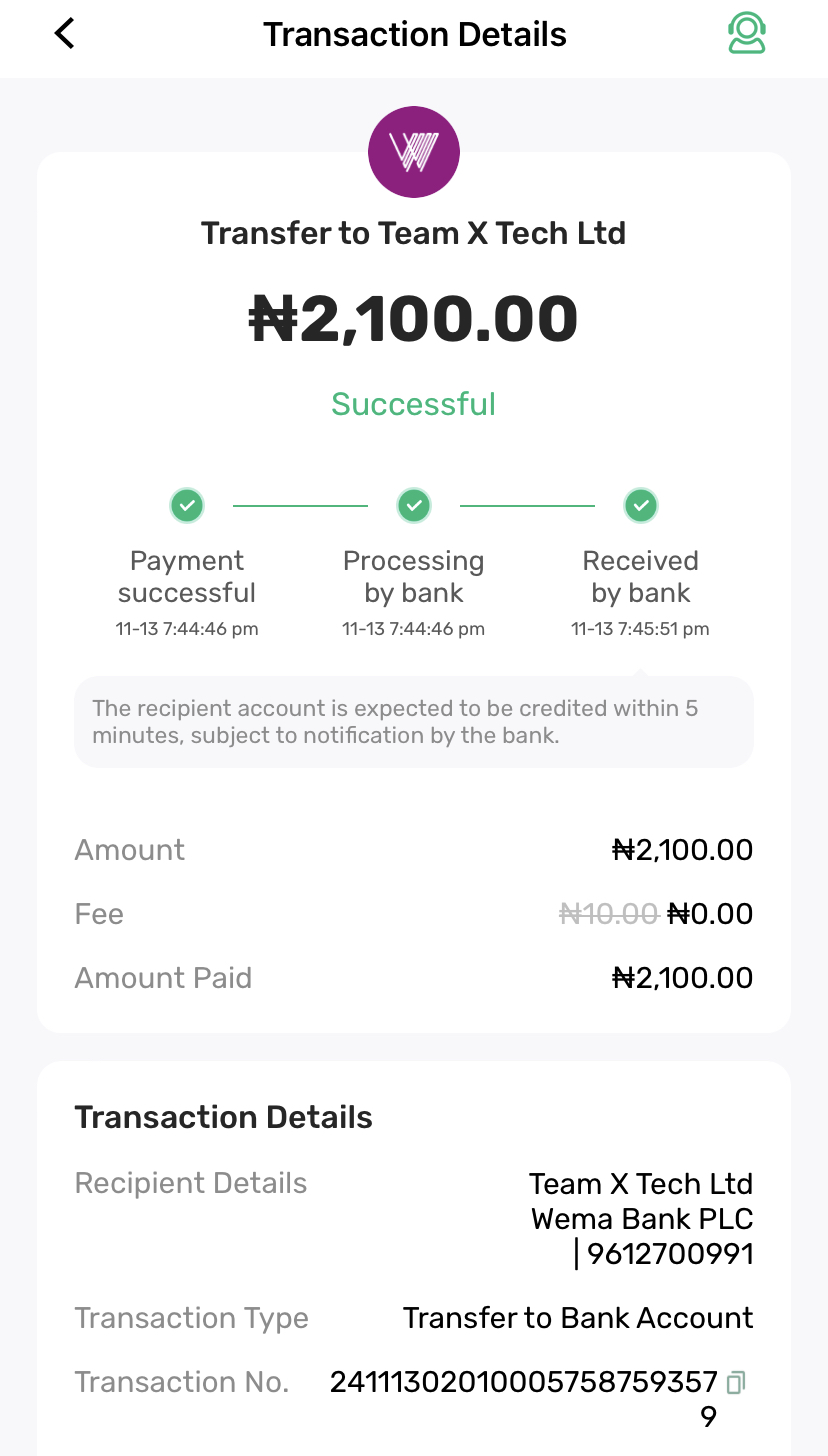 Transaction Details
Transfer to Team X Tech Ltd
₦2,100.00
Successful
Payment
successful
11-13 7:44:46 pm
Processing
by bank
11-13 7:44:46 pm
Received
by bank
11-13 7:45:51 pm
The recipient account is expected to be credited within 5
minutes, subject to notification by the bank.
Amount ₦2,100.00
Fee ₦10.00 ₦0.00
Amount Paid ₦2,100.00
Transaction Details
Recipient Details Team X Tech Ltd
Wema Bank PLC
| 9612700991
Transaction Type Transfer to Bank Account
Transaction No. 24111302010005758759357
9